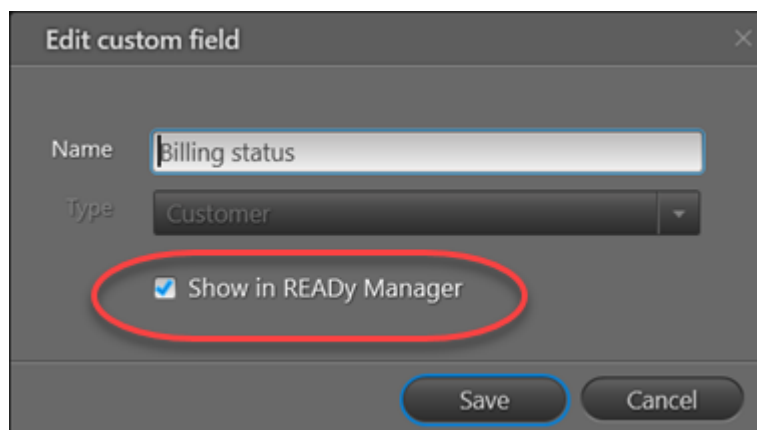 Edit custom field
Name Billing status
Type Customer
Show in READy Manager
Save Cancel